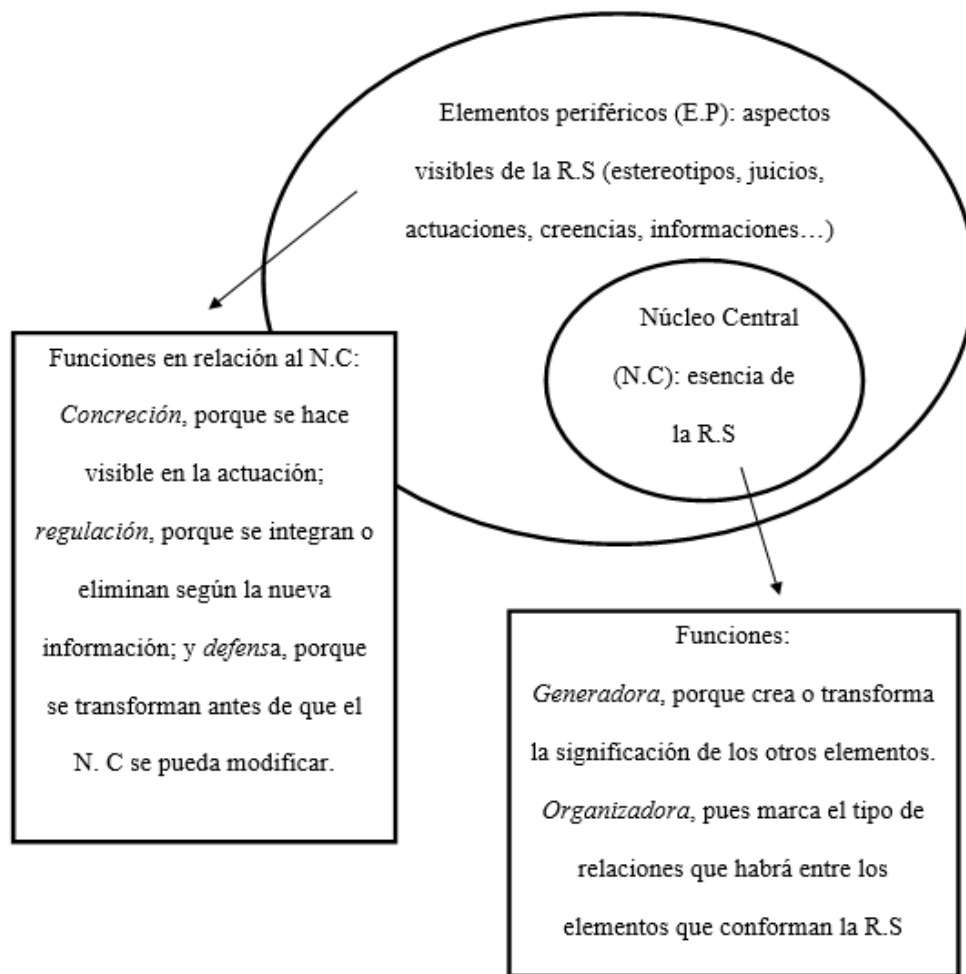 Elementos periféricos (E.P): aspectos
visibles de la R.S (estereotipos, juicios,
actuaciones, creencias, informaciones…)
Núcleo Central
(N.C): esencia de
la R.S
Funciones en relación al N.C:
Concreción, porque se hace
visible en la actuación;
regulación, porque se integran o
eliminan según la nueva
información; y defensa, porque
se transforman antes de que el
N. C se pueda modificar.
Funciones:
Generadora, porque crea o transforma
la significación de los otros elementos.
Organizadora, pues marca el tipo de
relaciones que habrá entre los
elementos que conforman la R.S